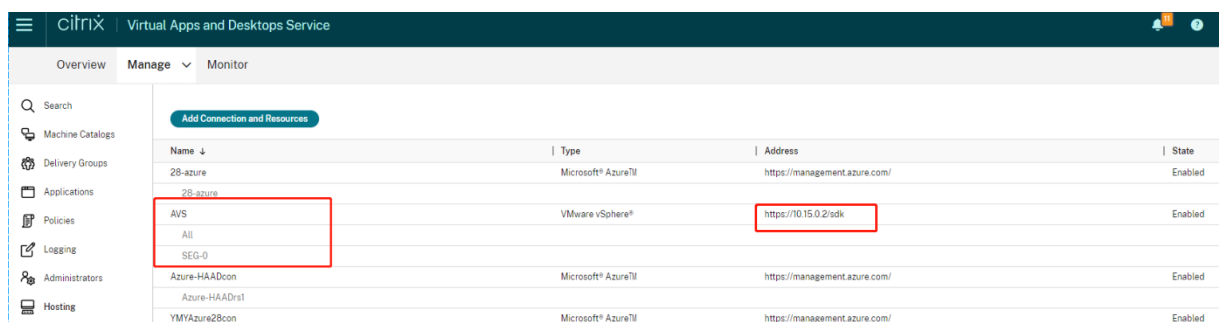 citrix | Virtual Apps and Desktops Service 11 ?
Overview Manage Monitor
Search
Add Connection and Resources
Machine Catalogs
Name ↓ | Type | Address | State
Delivery Groups
28-azure Microsoft® Azure™ https://management.azure.com/ Enabled
Applications
28-azure
Policies
AVS VMware vSphere® https://10.15.0.2/sdk Enabled
All
Logging
SEG-0
Administrators
Azure-HAADcon Microsoft® Azure™ https://management.azure.com/ Enabled
Azure-HAADrs1
Hosting
YMYAzure28con Microsoft® Azure™ https://management.azure.com/ Enabled